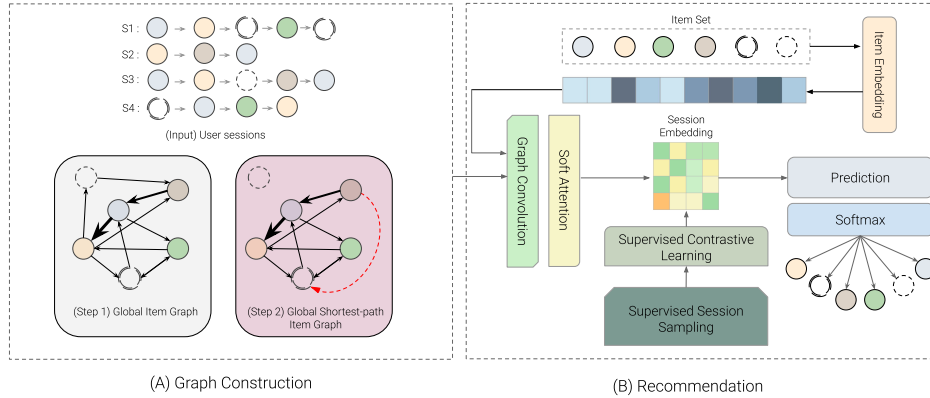 S1 :
S2 :
S3 :
S4 :
(Input) User sessions
(Step 1) Global Item Graph
(Step 2) Global Shortest-path
Item Graph
(A) Graph Construction
Item Set
Item Embedding
Graph Convolution
Soft Attention
Session
Embedding
Supervised Contrastive
Learning
Supervised Session
Sampling
Prediction
Softmax
(B) Recommendation